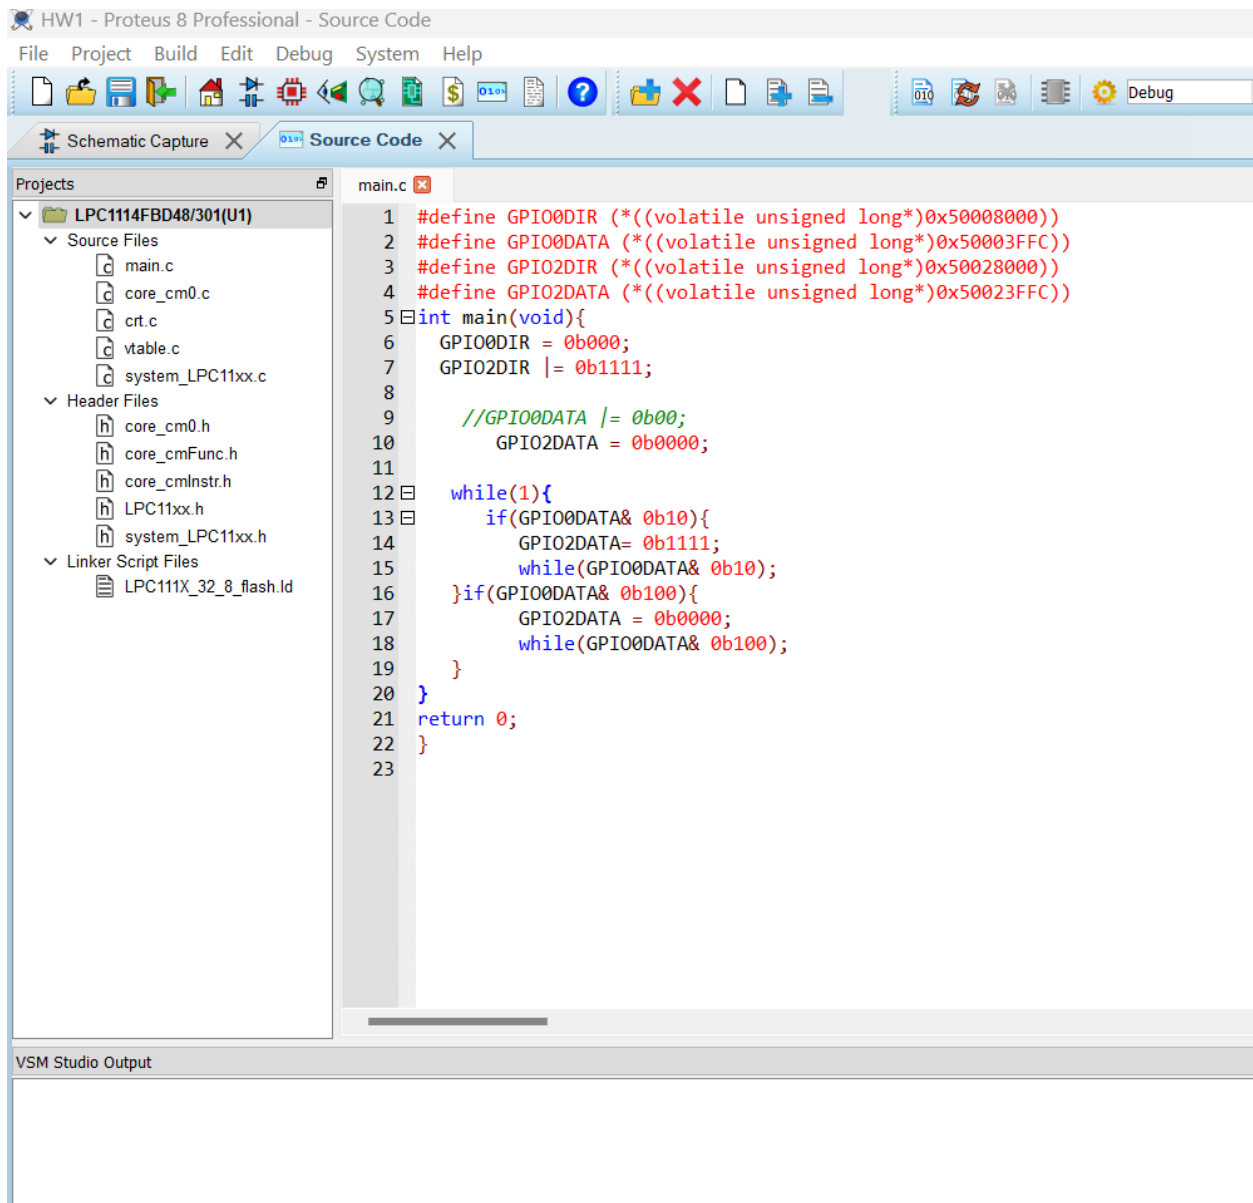 HW1 - Proteus 8 Professional - Source Code
File Project Build Edit Debug System Help
Debug
Schematic Capture
Source Code
Projects
main.c
LPC1114FBD48/301(U1)
Source Files
main.c
core_cm0.c
crt.c
vtable.c
system_LPC11xx.c
Header Files
core_cm0.h
core_cmFunc.h
core_cmInstr.h
LPC11xx.h
system_LPC11xx.h
Linker Script Files
LPC111X_32_8_flash.ld
1 #define GPIO0DIR (*((volatile unsigned long*)0x50008000))
2 #define GPIO0DATA (*((volatile unsigned long*)0x50003FFC))
3 #define GPIO2DIR (*((volatile unsigned long*)0x50028000))
4 #define GPIO2DATA (*((volatile unsigned long*)0x50023FFC))
5 int main(void){
6 GPIO0DIR = 0b000;
7 GPIO2DIR |= 0b1111;
8
9 //GPIO0DATA |= 0b00;
10 GPIO2DATA = 0b0000;
11
12 while(1){
13 if(GPIO0DATA& 0b10){
14 GPIO2DATA= 0b1111;
15 while(GPIO0DATA& 0b10);
16 }if(GPIO0DATA& 0b100){
17 GPIO2DATA = 0b0000;
18 while(GPIO0DATA& 0b100);
19 }
20 }
21 return 0;
22 }
23
VSM Studio Output